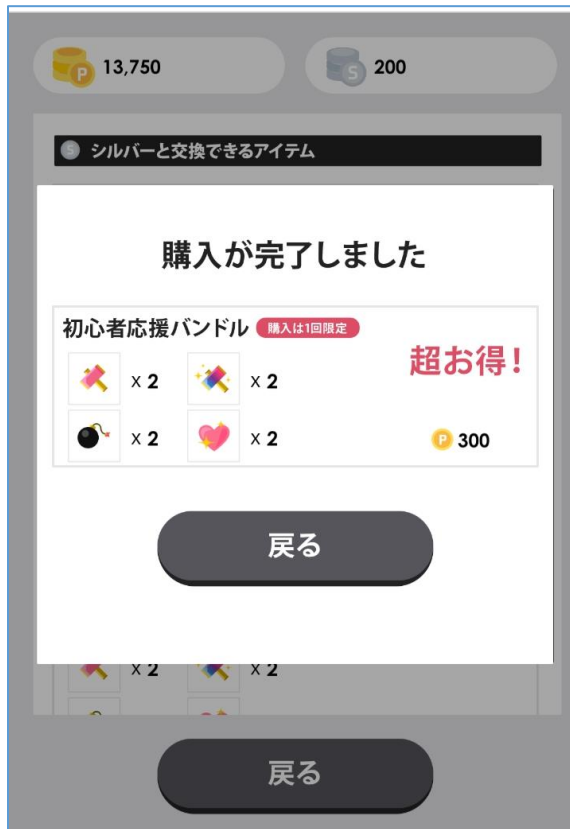 P 13,750
S 200
S シルバーと交換できるアイテム
購入が完了しました
初心者応援バンドル 購入は1回限定
超お得!
x 2 x 2
x 2 x 2
P 300
戻る
x 2 x 2
戻る